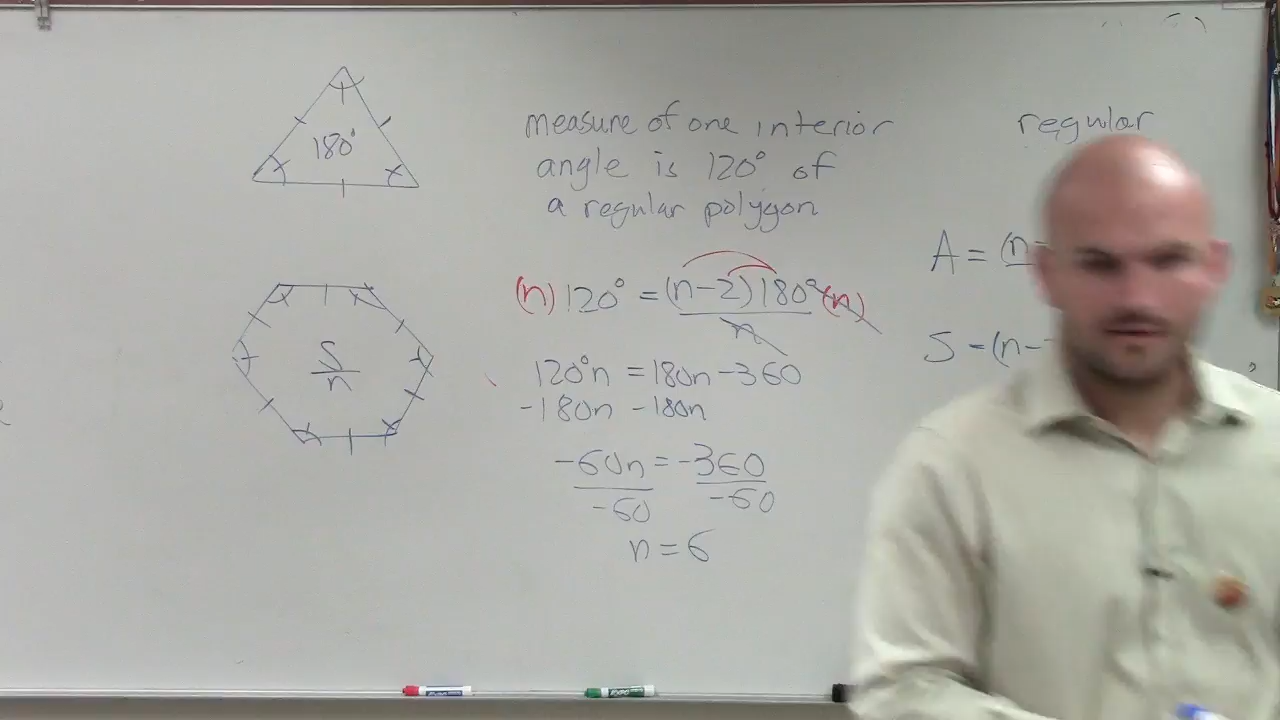 180°
S
n
measure of one interior
angle is 120° of
a regular polygon
(n) 120° = (n-2)180° (n)
n
120°n = 180n - 360
-180n -180n
-60n = -360
-60 -60
n = 6
regular
A = (n-
S = (n-